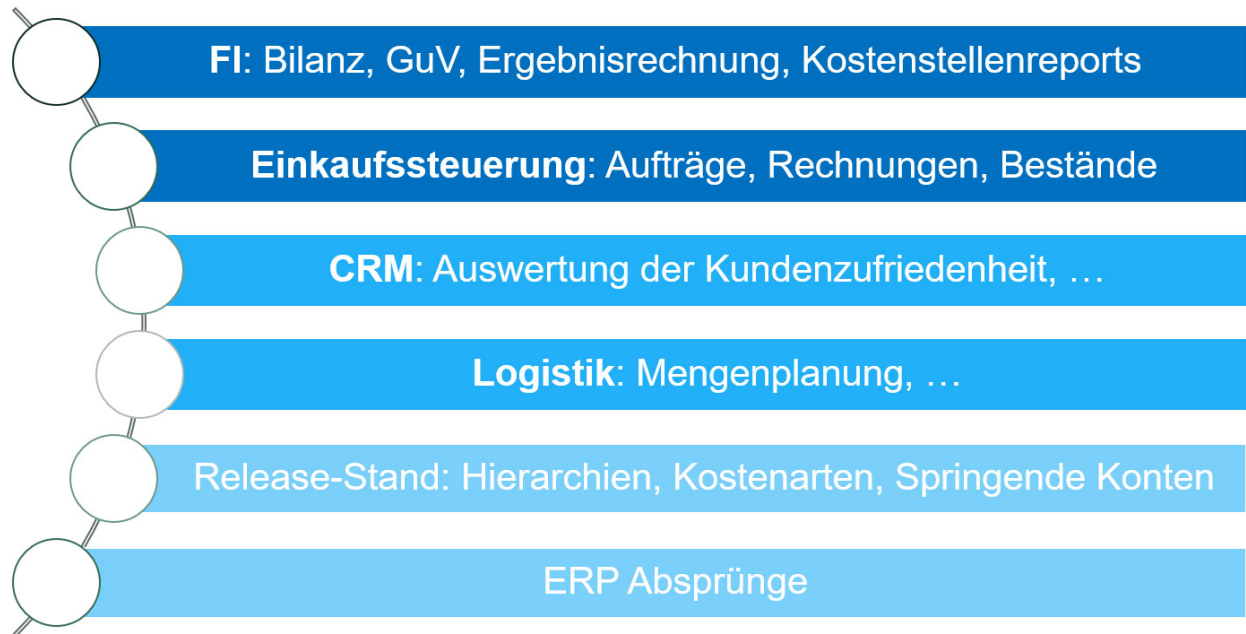 FI: Bilanz, GuV, Ergebnisrechnung, Kostenstellenreports
Einkaufssteuerung: Aufträge, Rechnungen, Bestände
CRM: Auswertung der Kundenzufriedenheit, …
Logistik: Mengenplanung, …
Release-Stand: Hierarchien, Kostenarten, Springende Konten
ERP Absprünge